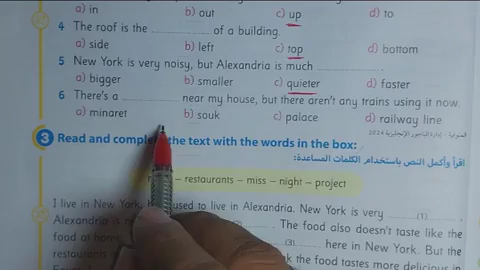 a) in b) out c) up d) to
4 The roof is the .................... of a building.
a) side b) left c) top d) bottom
5 New York is very noisy, but Alexandria is much ....................
a) bigger b) smaller c) quieter d) faster
6 There's a .................... near my house, but there aren't any trains using it now.
a) minaret b) souk c) palace d) railway line
3 Read and complete the text with the words in the box:
اقرأ وأكمل النص باستخدام الكلمات المساعدة:
– restaurants – miss – night – project
I live in New York, used to live in Alexandria. New York is very ....(1)....
Alexandria is The food also doesn't taste like the
food at home ....(3).... here in New York. But the
restaurants the food tastes more delicious in